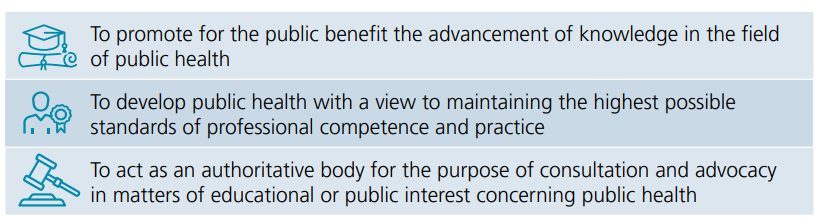 To promote for the public benefit the advancement of knowledge in the field
of public health
To develop public health with a view to maintaining the highest possible
standards of professional competence and practice
To act as an authoritative body for the purpose of consultation and advocacy
in matters of educational or public interest concerning public health